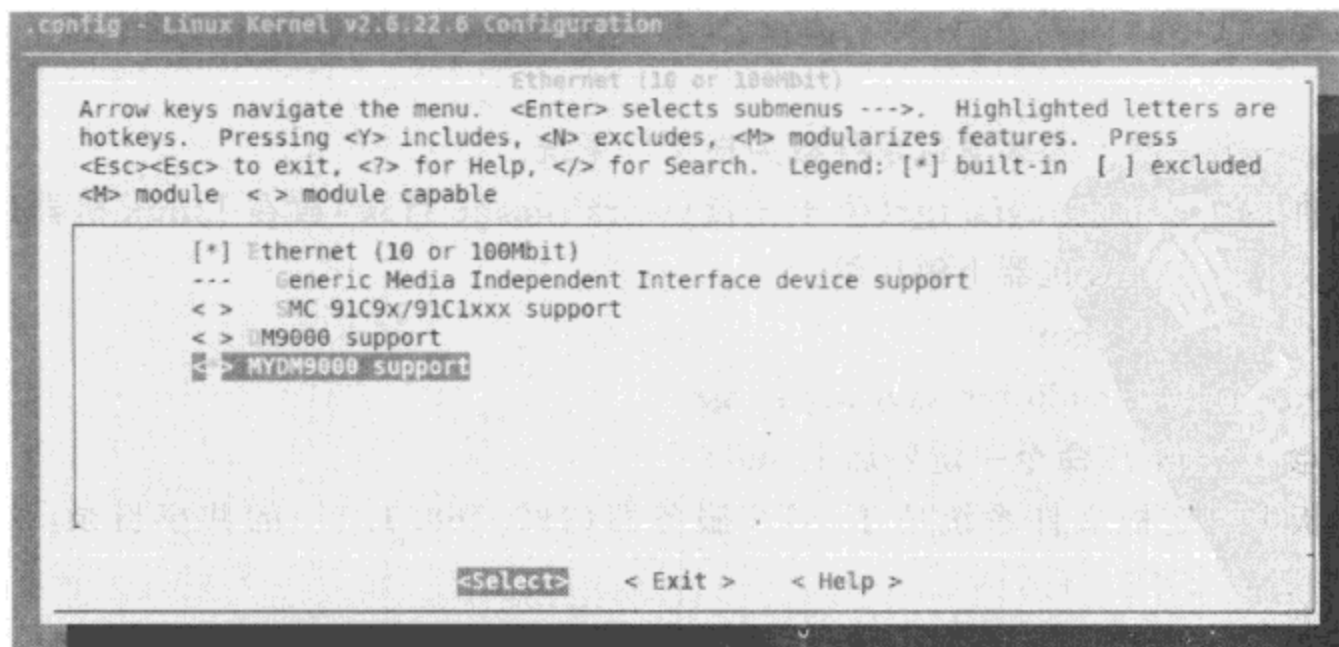 .config - Linux Kernel v2.6.22.6 Configuration
Ethernet (10 or 100Mbit)
Arrow keys navigate the menu. <Enter> selects submenus --->. Highlighted letters are
hotkeys. Pressing <Y> includes, <N> excludes, <M> modularizes features. Press
<Esc><Esc> to exit, <?> for Help, </> for Search. Legend: [*] built-in [ ] excluded
<M> module < > module capable
[*] Ethernet (10 or 100Mbit)
--- Generic Media Independent Interface device support
< > SMC 91C9x/91C1xxx support
< > DM9000 support
< > MYDM9000 support
<Select> < Exit > < Help >